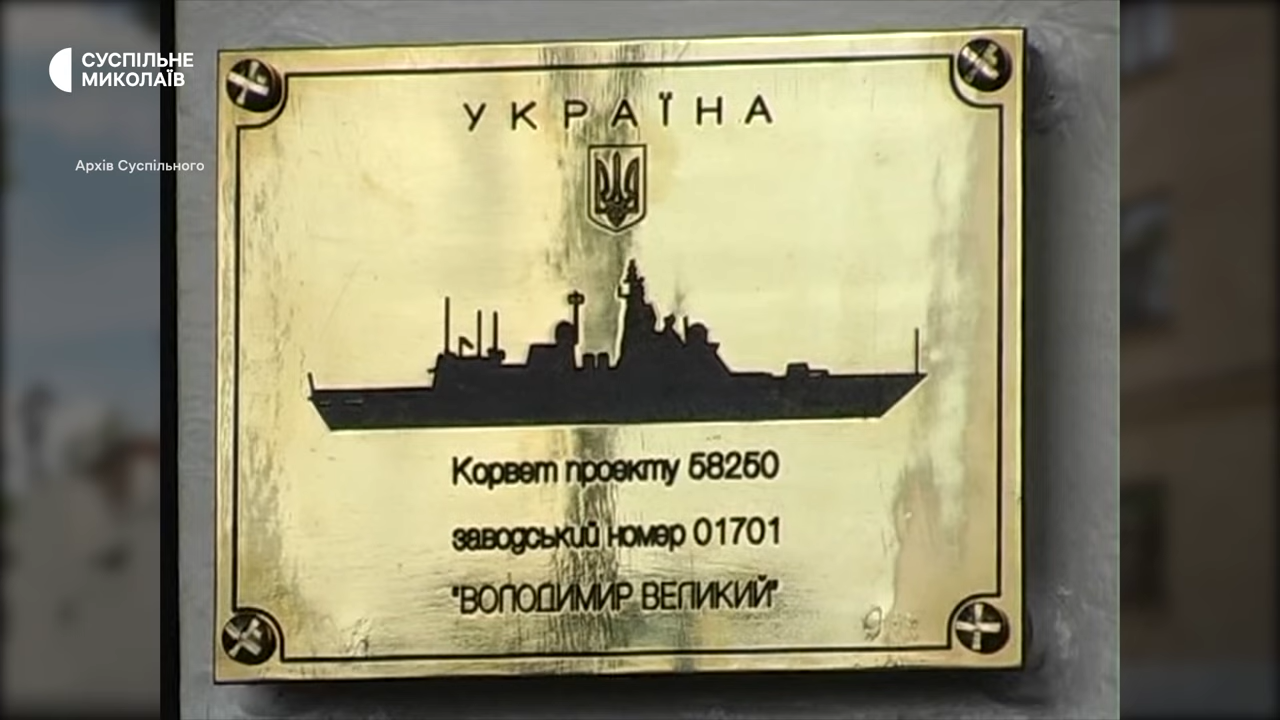 СУСПІЛЬНЕ
МИКОЛАЇВ
Архів Суспільного
УКРАЇНА
Корвет проекту 58250
заводський номер 01701
"ВОЛОДИМИР ВЕЛИКИЙ"